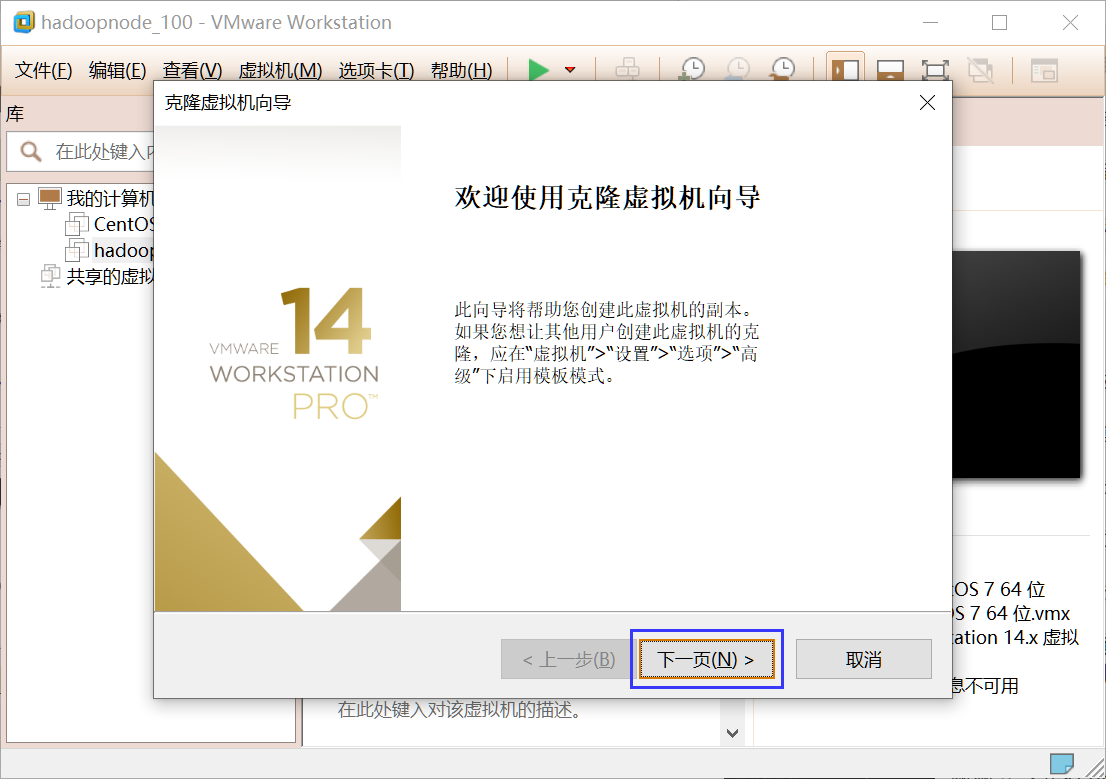 hadoopnode_100 - VMware Workstation
文件(F) 编辑(E) 查看(V) 虚拟机(M) 选项卡(T) 帮助(H)
克隆虚拟机向导
库
在此处键入
我的计算机
CentOS
hadoop
共享的虚拟
欢迎使用克隆虚拟机向导
此向导将帮助您创建此虚拟机的副本。
如果您想让其他用户创建此虚拟机的克
隆，应在“虚拟机”>“设置”>“选项”>“高
级”下启用模板模式。
14
VMWARE
WORKSTATION
PRO™
OS 7 64 位
OS 7 64 位.vmx
ation 14.x 虚拟
息不可用
< 上一步(B) 下一页(N) > 取消
在此处键入对该虚拟机的描述。